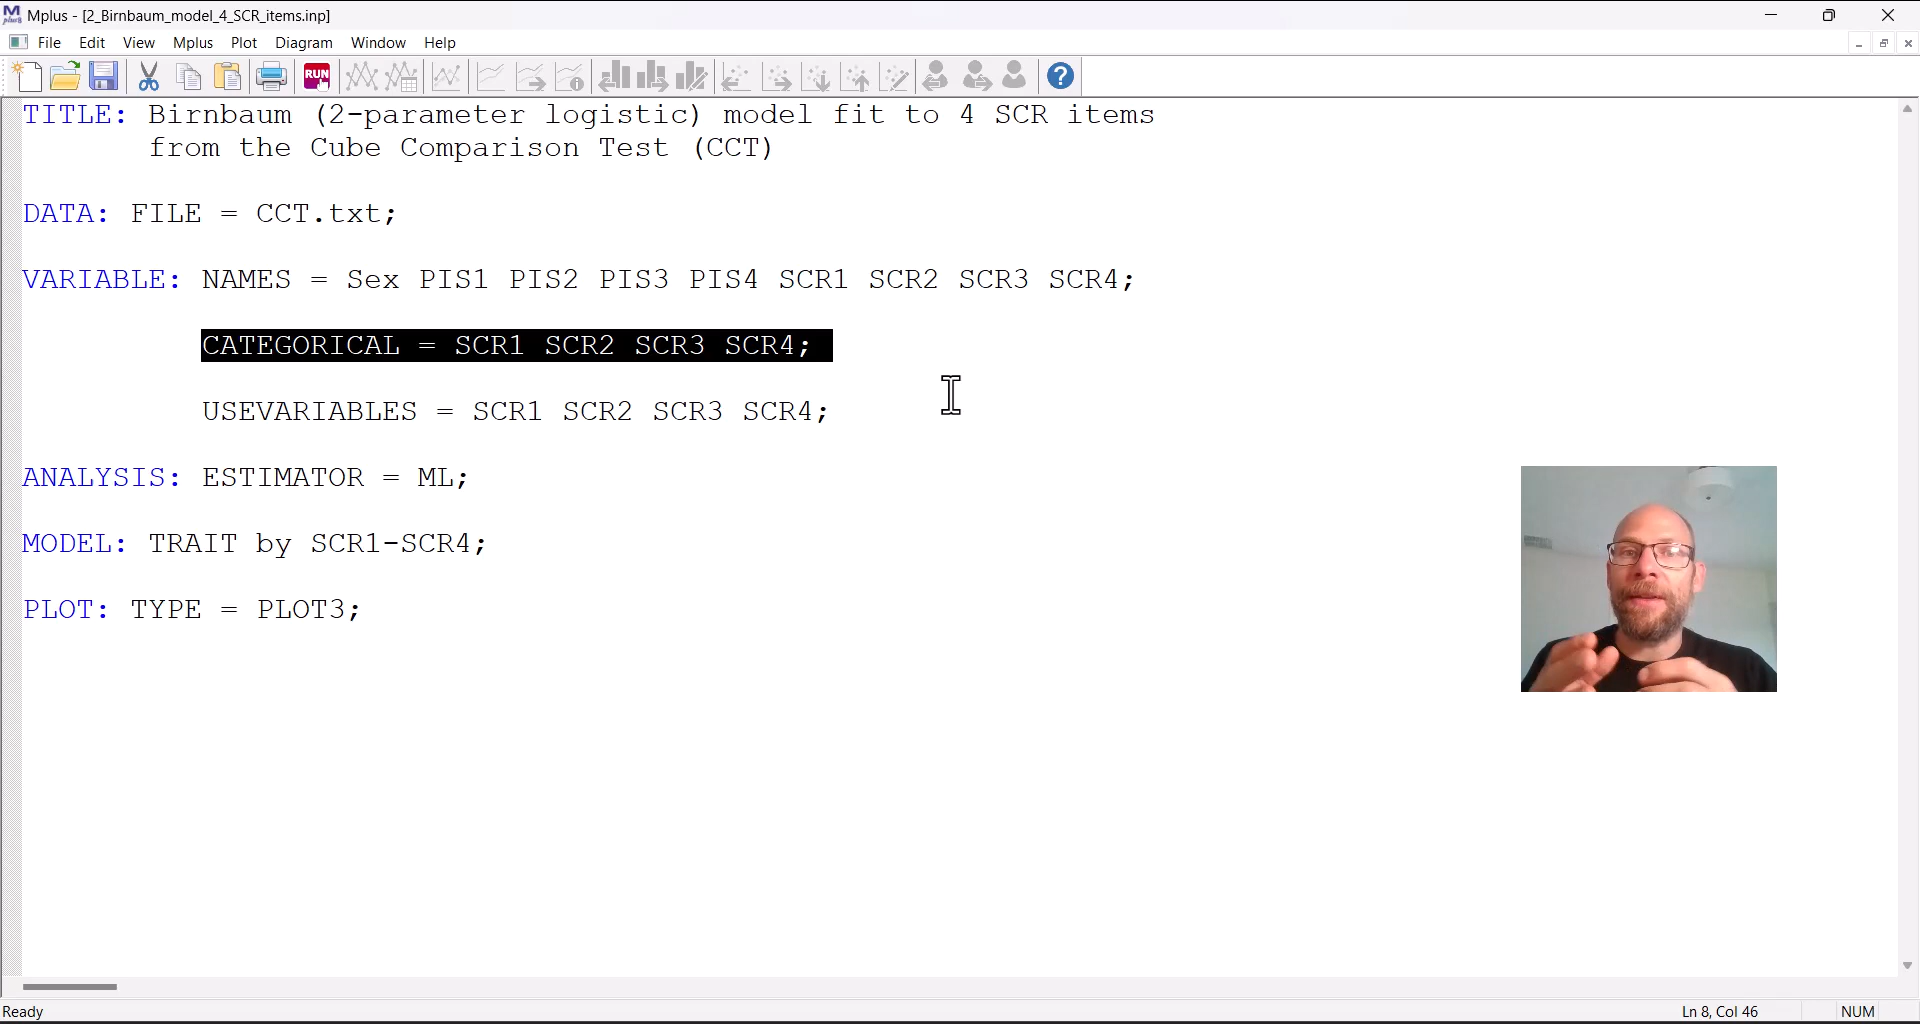 Mplus - [2_Birnbaum_model_4_SCR_items.inp]
File Edit View Mplus Plot Diagram Window Help
RUN
TITLE: Birnbaum (2-parameter logistic) model fit to 4 SCR items
from the Cube Comparison Test (CCT)
DATA: FILE = CCT.txt;
VARIABLE: NAMES = Sex PIS1 PIS2 PIS3 PIS4 SCR1 SCR2 SCR3 SCR4;
CATEGORICAL = SCR1 SCR2 SCR3 SCR4;
USEVARIABLES = SCR1 SCR2 SCR3 SCR4;
ANALYSIS: ESTIMATOR = ML;
MODEL: TRAIT by SCR1-SCR4;
PLOT: TYPE = PLOT3;
Ready
Ln 8, Col 46
NUM